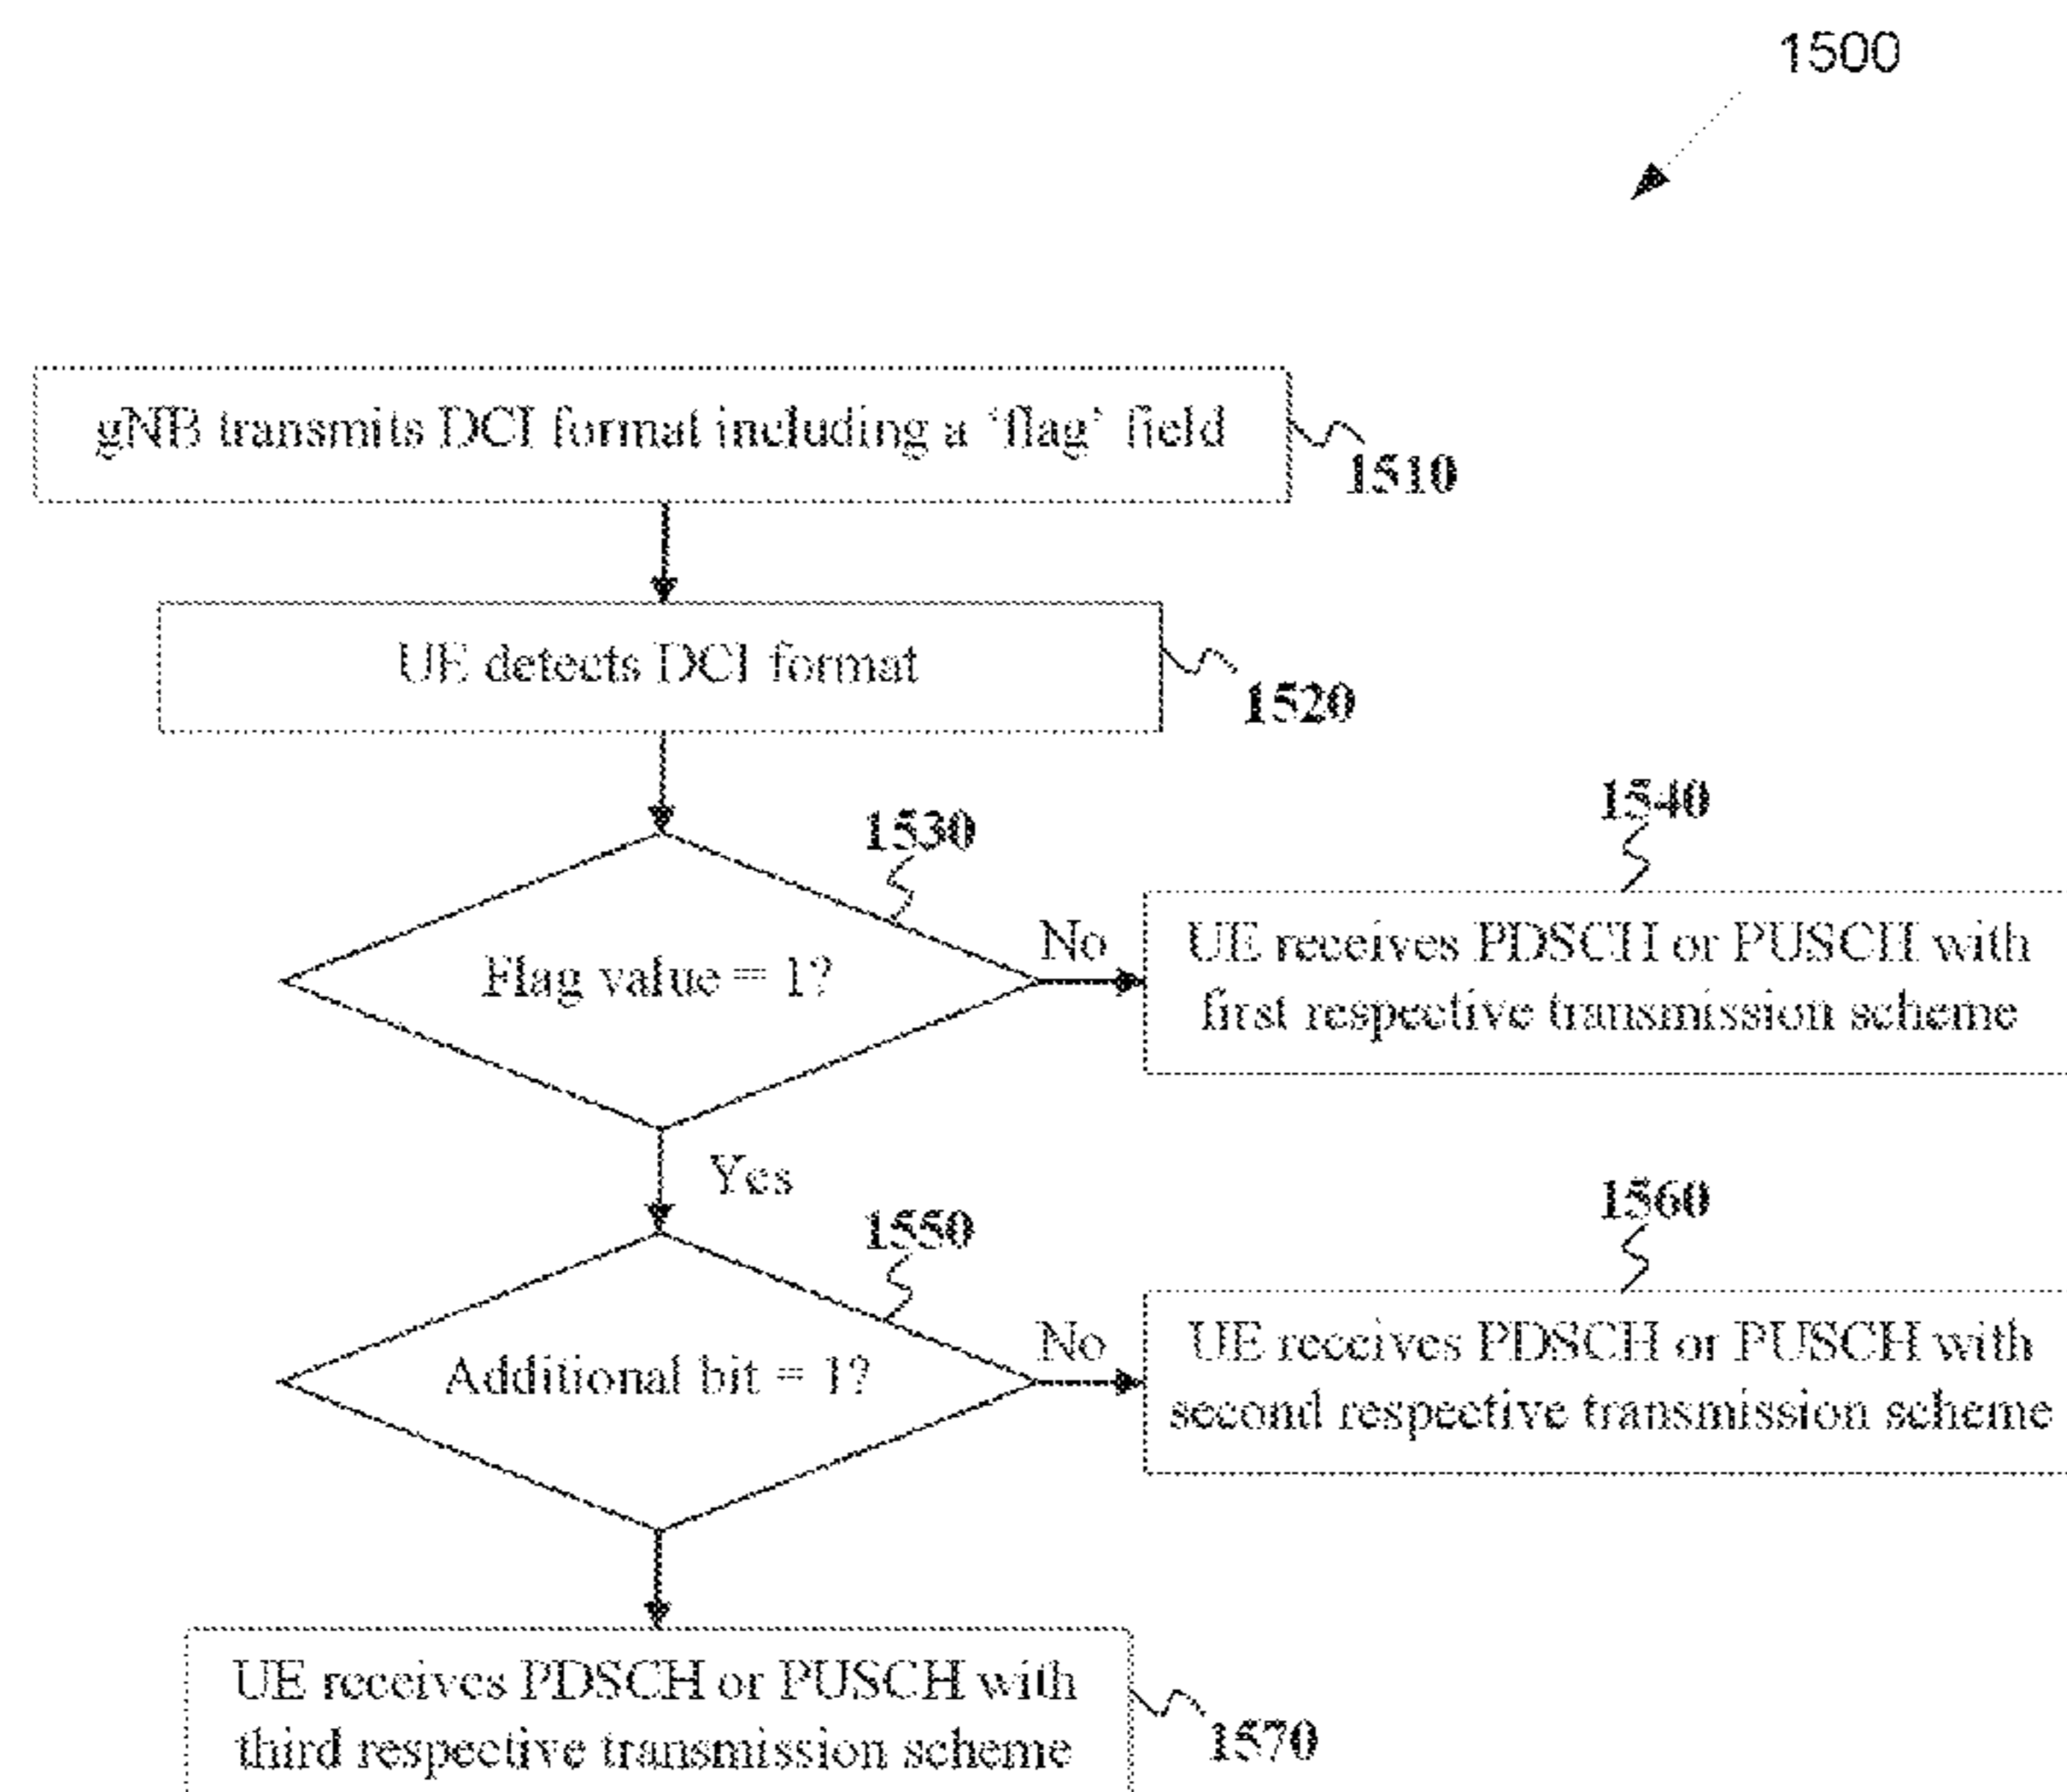 1500
gNB transmits DCI format including a ‘flag’ field
1510
UE detects DCI format
1520
1530
Flag value = 1?
No
1540
UE receives PDSCH or PUSCH with
first respective transmission scheme
Yes
1550
Additional bit = 1?
No
1560
UE receives PDSCH or PUSCH with
second respective transmission scheme
UE receives PDSCH or PUSCH with
third respective transmission scheme
1570